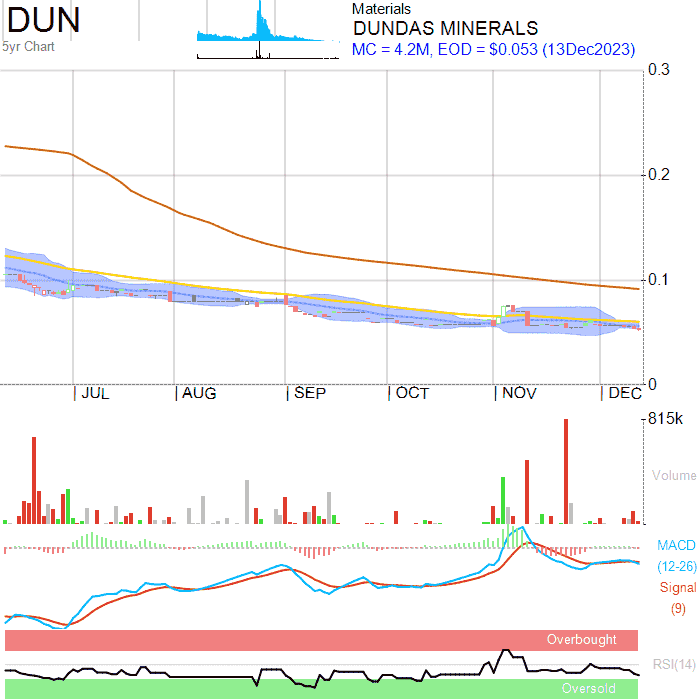 DUN
5yr Chart
Materials
DUNDAS MINERALS
MC = 4.2M, EOD = $0.053 (13Dec2023)
0.3
0.2
0.1
0
JUL AUG SEP OCT NOV DEC
815k
Volume
MACD
(12-26)
Signal
(9)
Overbought
RSI(14)
Oversold